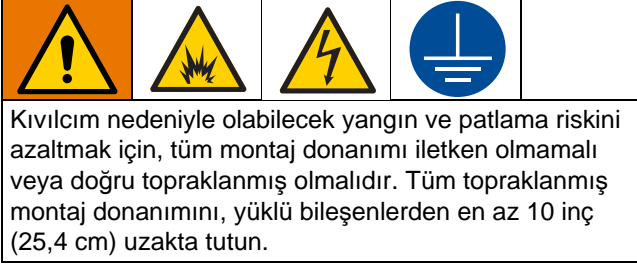 Kıvılcım nedeniyle olabilecek yangın ve patlama riskini
azaltmak için, tüm montaj donanımı iletken olmamalı
veya doğru topraklanmış olmalıdır. Tüm topraklanmış
montaj donanımını, yüklü bileşenlerden en az 10 inç
(25,4 cm) uzakta tutun.